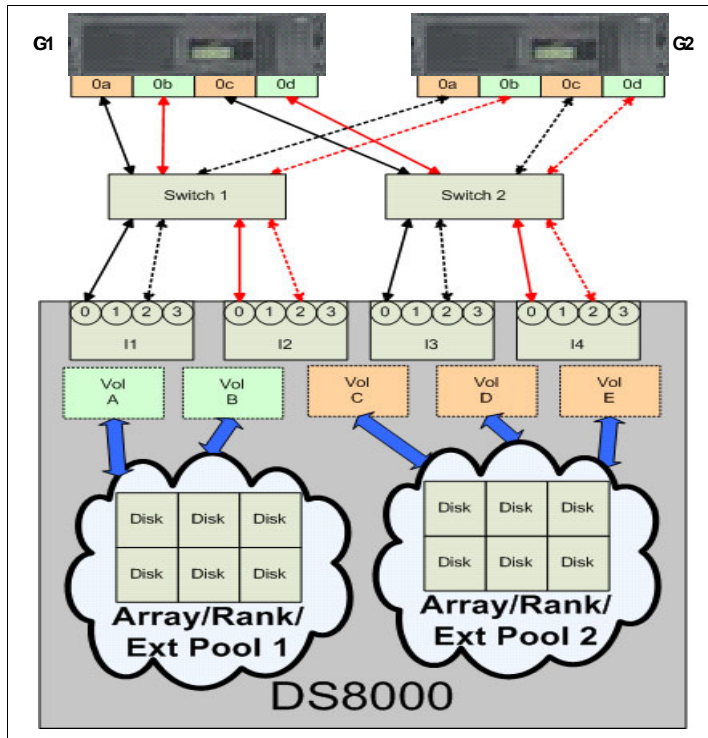 G1
G2
0a 0b 0c 0d
0a 0b 0c 0d
Switch 1
Switch 2
0 1 2 3
0 1 2 3
0 1 2 3
0 1 2 3
I1
I2
I3
I4
Vol
A
Vol
B
Vol
C
Vol
D
Vol
E
Disk Disk Disk
Disk Disk Disk
Array/Rank/
Ext Pool 1
Disk Disk Disk
Disk Disk Disk
Array/Rank/
Ext Pool 2
DS8000